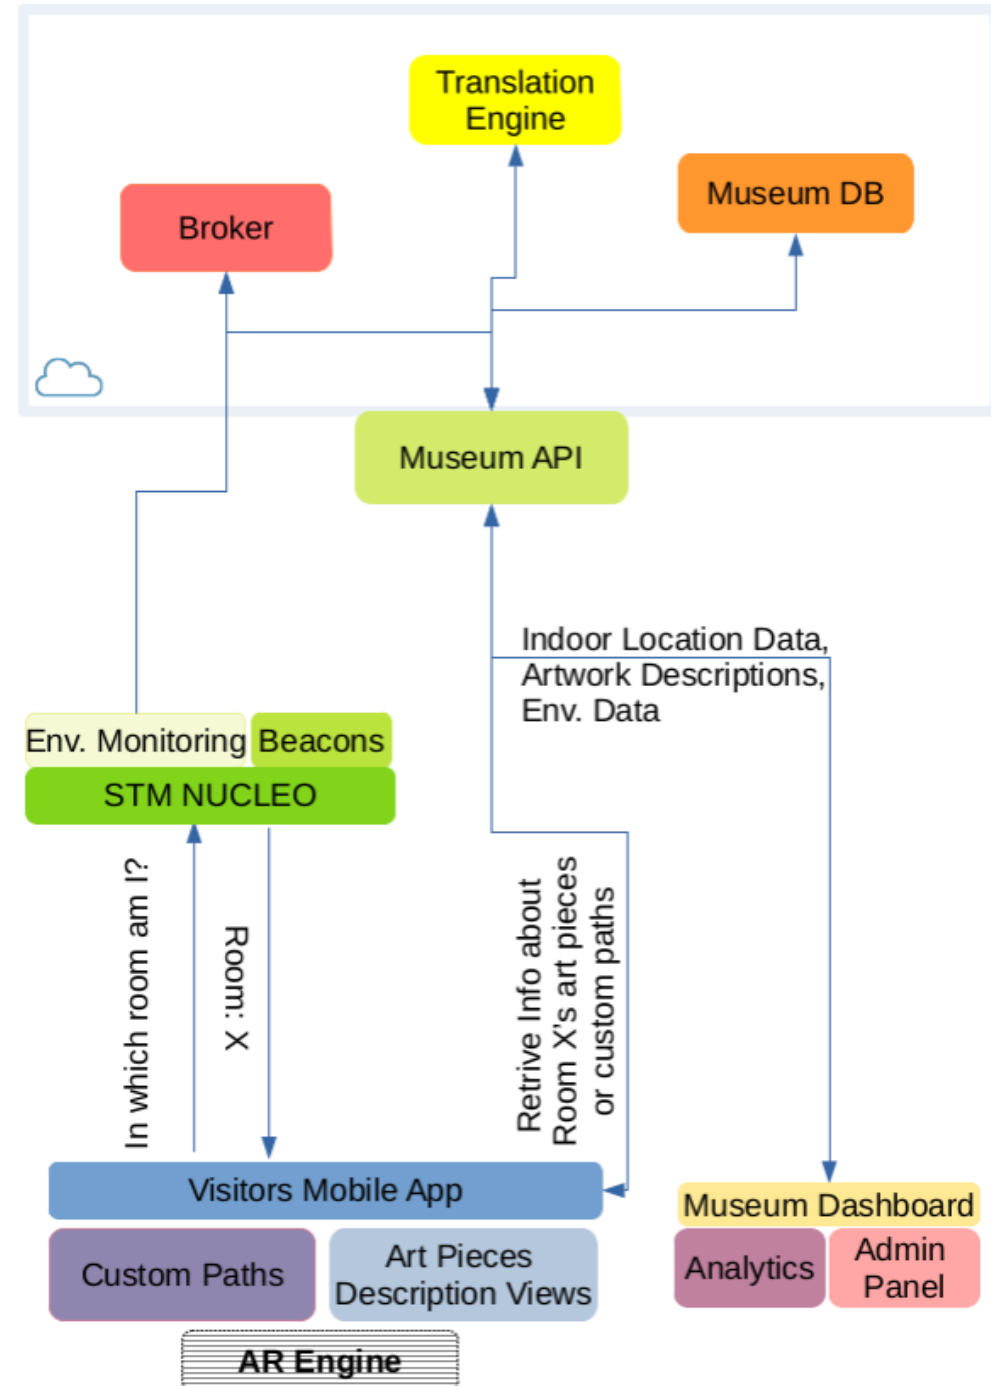 Translation
Engine
Museum DB
Broker
Museum API
Indoor Location Data,
Artwork Descriptions,
Env. Data
Env. Monitoring
Beacons
STM NUCLEO
In which room am I?
Room: X
Retrive Info about
Room X's art pieces
or custom paths
Visitors Mobile App
Custom Paths
Art Pieces
Description Views
AR Engine
Museum Dashboard
Analytics
Admin
Panel